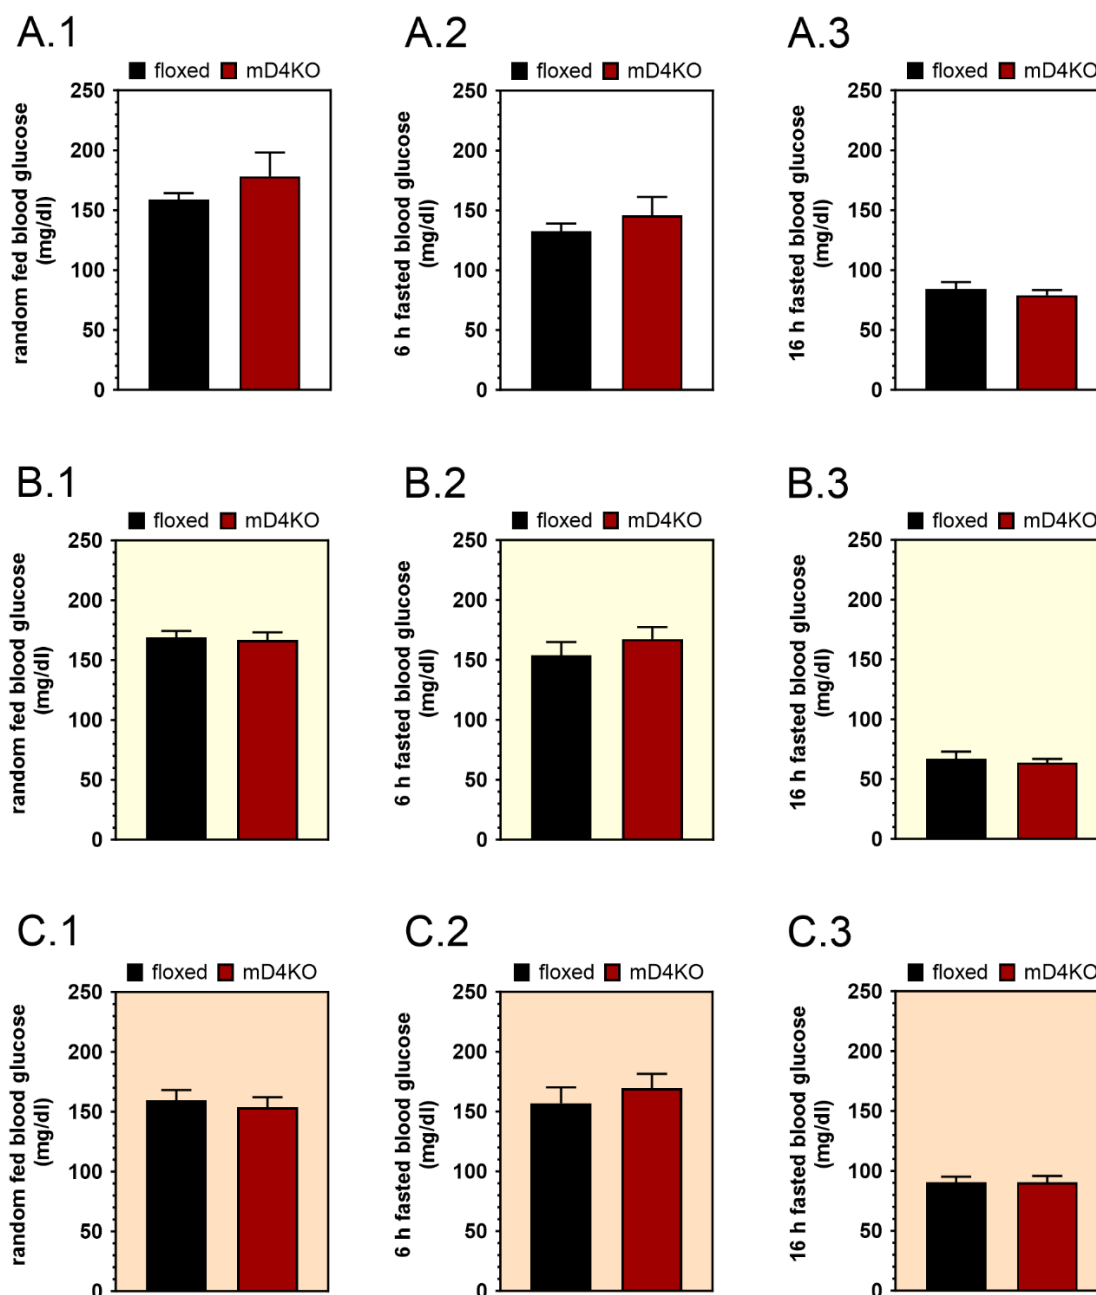 A.1
A.2
A.3
floxed mD4KO
floxed mD4KO
floxed mD4KO
random fed blood glucose
(mg/dl)
250
200
150
100
50
0
6 h fasted blood glucose
(mg/dl)
250
200
150
100
50
0
16 h fasted blood glucose
(mg/dl)
250
200
150
100
50
0
B.1
B.2
B.3
floxed mD4KO
floxed mD4KO
floxed mD4KO
random fed blood glucose
(mg/dl)
250
200
150
100
50
0
6 h fasted blood glucose
(mg/dl)
250
200
150
100
50
0
16 h fasted blood glucose
(mg/dl)
250
200
150
100
50
0
C.1
C.2
C.3
floxed mD4KO
floxed mD4KO
floxed mD4KO
random fed blood glucose
(mg/dl)
250
200
150
100
50
0
6 h fasted blood glucose
(mg/dl)
250
200
150
100
50
0
16 h fasted blood glucose
(mg/dl)
250
200
150
100
50
0